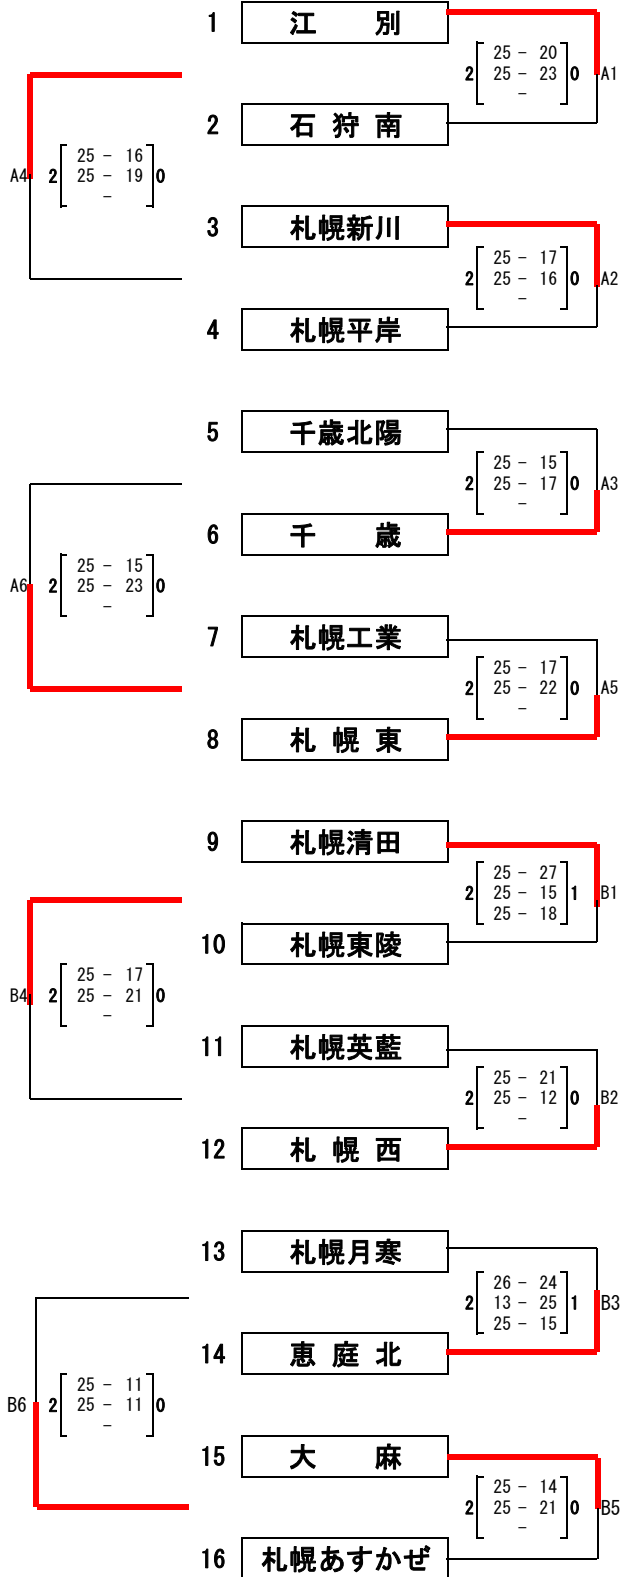 1 江 別
2 [ 25 - 20 ] 0 A1
25 - 23
-
2 石 狩 南
A4 2 [ 25 - 16 ] 0
25 - 19
-
3 札幌新川
2 [ 25 - 17 ] 0 A2
25 - 16
-
4 札幌平岸
5 千歳北陽
2 [ 25 - 15 ] 0 A3
25 - 17
-
6 千 歳
A6 2 [ 25 - 15 ] 0
25 - 23
-
7 札幌工業
2 [ 25 - 17 ] 0 A5
25 - 22
-
8 札 幌 東
9 札幌清田
2 [ 25 - 27 ] 1 B1
25 - 15
25 - 18
10 札幌東陵
B4 2 [ 25 - 17 ] 0
25 - 21
-
11 札幌英藍
2 [ 25 - 21 ] 0 B2
25 - 12
-
12 札 幌 西
13 札幌月寒
2 [ 26 - 24 ] 1 B3
13 - 25
25 - 15
14 恵 庭 北
B6 2 [ 25 - 11 ] 0
25 - 11
-
15 大 麻
2 [ 25 - 14 ] 0 B5
25 - 21
-
16 札幌あすかぜ